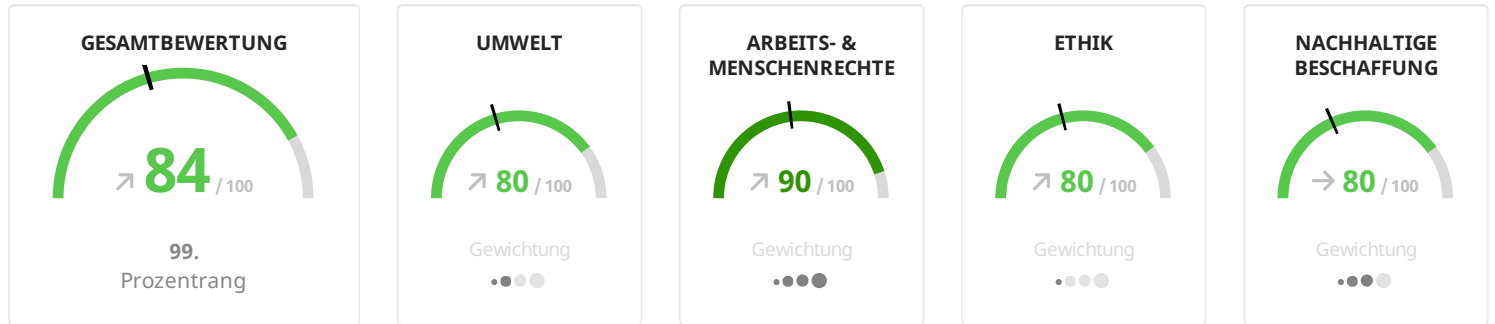 GESAMTBEWERTUNG
84 / 100
99.
Prozentrang
UMWELT
80 / 100
Gewichtung
ARBEITS- &
MENSCHENRECHTE
90 / 100
Gewichtung
ETHIK
80 / 100
Gewichtung
NACHHALTIGE
BESCHAFFUNG
80 / 100
Gewichtung